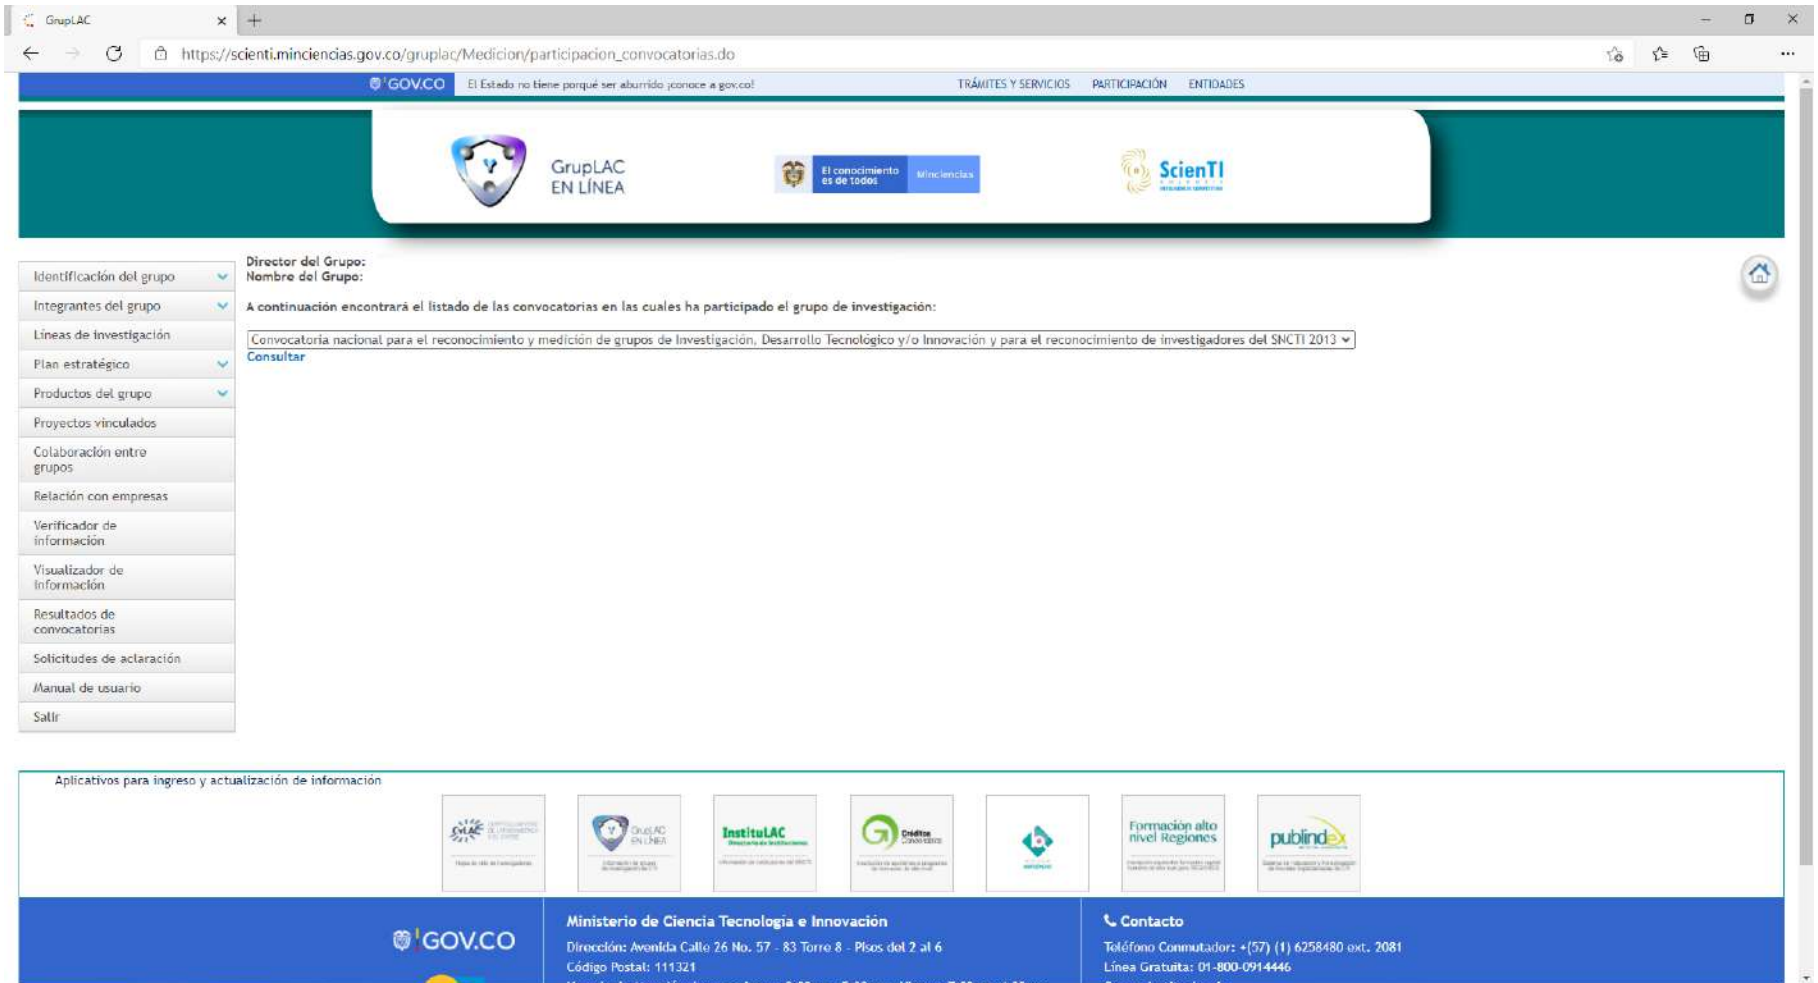 GrupLAC
https://scienti.minciencias.gov.co/gruplac/Medicion/participacion_convocatorias.do
GOV.CO El Estado no tiene porqué ser aburrido ¡conoce a gov.co! TRÁMITES Y SERVICIOS PARTICIPACIÓN ENTIDADES
GrupLAC
EN LÍNEA
El conocimiento
es de todos
Minciencias
ScienTI
Director del Grupo:
Nombre del Grupo:
A continuación encontrará el listado de las convocatorias en las cuales ha participado el grupo de investigación:
Convocatoria nacional para el reconocimiento y medición de grupos de Investigación, Desarrollo Tecnológico y/o Innovación y para el reconocimiento de investigadores del SNCTI 2013
Consultar
Identificación del grupo
Integrantes del grupo
Líneas de investigación
Plan estratégico
Productos del grupo
Proyectos vinculados
Colaboración entre
grupos
Relación con empresas
Verificador de
información
Visualizador de
información
Resultados de
convocatorias
Solicitudes de aclaración
Manual de usuario
Salir
Aplicativos para ingreso y actualización de información
CvLAC
GrupLAC
EN LÍNEA
InstituLAC
Directorio de Instituciones
Créditos
Condonables
Formación alto
nivel Regiones
publindex
GOV.CO
Ministerio de Ciencia Tecnología e Innovación
Dirección: Avenida Calle 26 No. 57 - 83 Torre 8 - Pisos del 2 al 6
Código Postal: 111321
Contacto
Teléfono Conmutador: +(57) (1) 6258480 ext. 2081
Línea Gratuita: 01-800-0914446